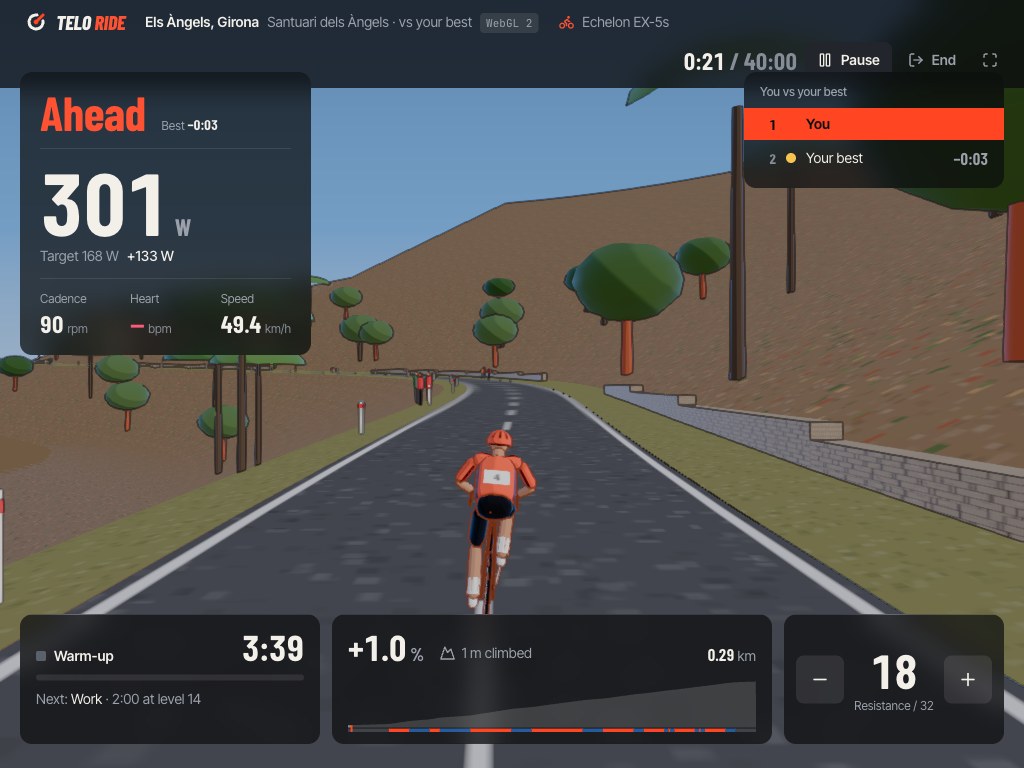 TELO RIDE Els Àngels, Girona Santuari dels Àngels · vs your best WebGL 2 Echelon EX-5s
0:21 / 40:00 Pause End
Ahead Best −0:03
301 W
Target 168 W +133 W
Cadence Heart Speed
90 rpm – bpm 49.4 km/h
You vs your best
1 You
2 Your best −0:03
4
Warm-up 3:39
Next: Work · 2:00 at level 14
+1.0 % 1 m climbed 0.29 km
− 18 +
Resistance / 32